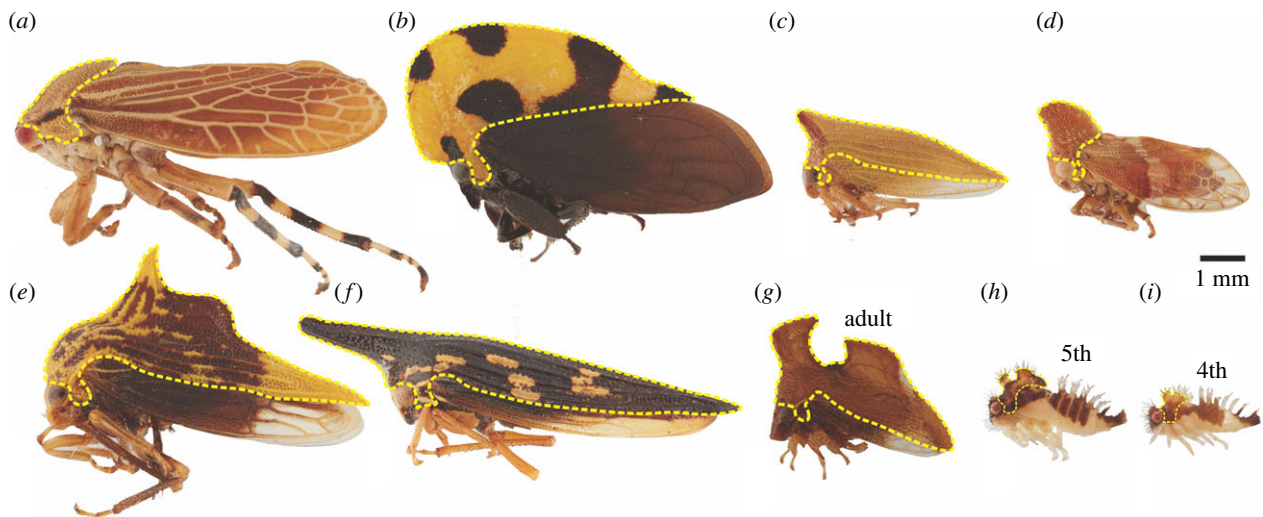 (a)
(b)
(c)
(d)
1 mm
(e)
(f)
(g)
adult
(h)
5th
(i)
4th